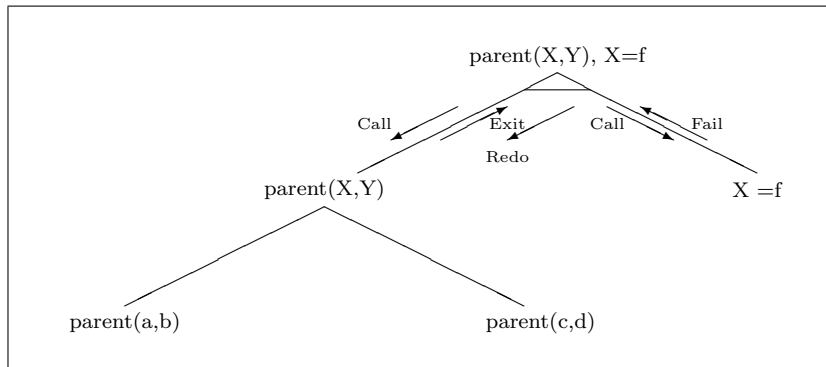 parent(X,Y), X=f
Call
Exit
Call
Fail
Redo
parent(X,Y)
X =f
parent(a,b)
parent(c,d)